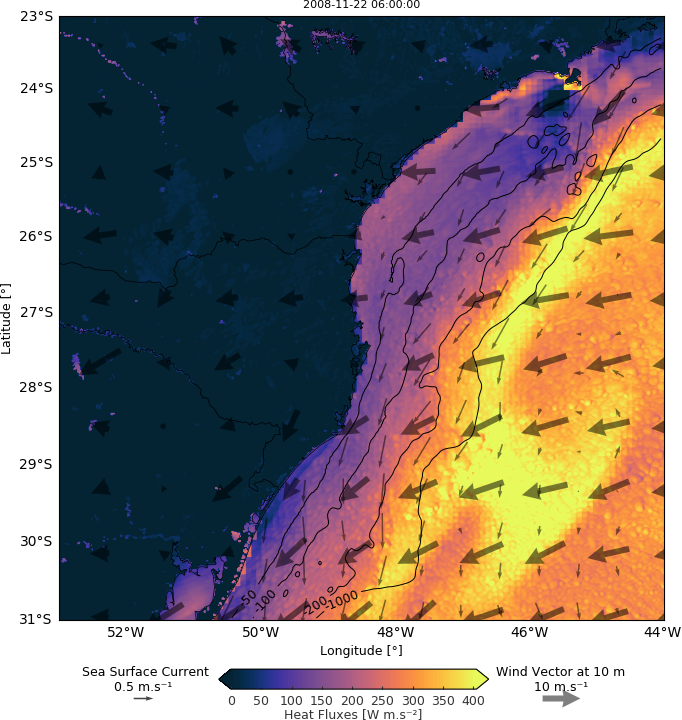 2008-11-22 06:00:00
23°S
24°S
25°S
26°S
27°S
28°S
29°S
30°S
31°S
Latitude [°]
-50
-100
-200
-1000
52°W
50°W
48°W
46°W
44°W
Longitude [°]
Sea Surface Current
0.5 m.s⁻¹
Wind Vector at 10 m
10 m.s⁻¹
0 50 100 150 200 250 300 350 400
Heat Fluxes [W m.s⁻²]